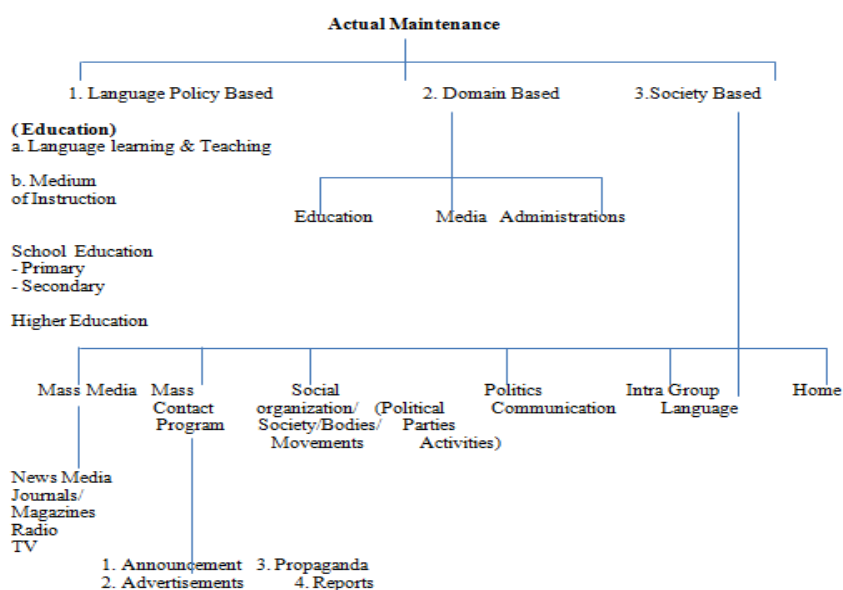 Actual Maintenance
1. Language Policy Based 2. Domain Based 3.Society Based
(Education)
a. Language learning & Teaching
b. Medium
of Instruction
Education Media Administrations
School Education
- Primary
- Secondary
Higher Education
Mass Media Mass Social Politics Intra Group Home
Contact organization/ (Political Communication Language
Program Society/Bodies/ Parties
Movements Activities)
News Media
Journals/
Magazines
Radio
TV
1. Announcement 3. Propaganda
2. Advertisements 4. Reports